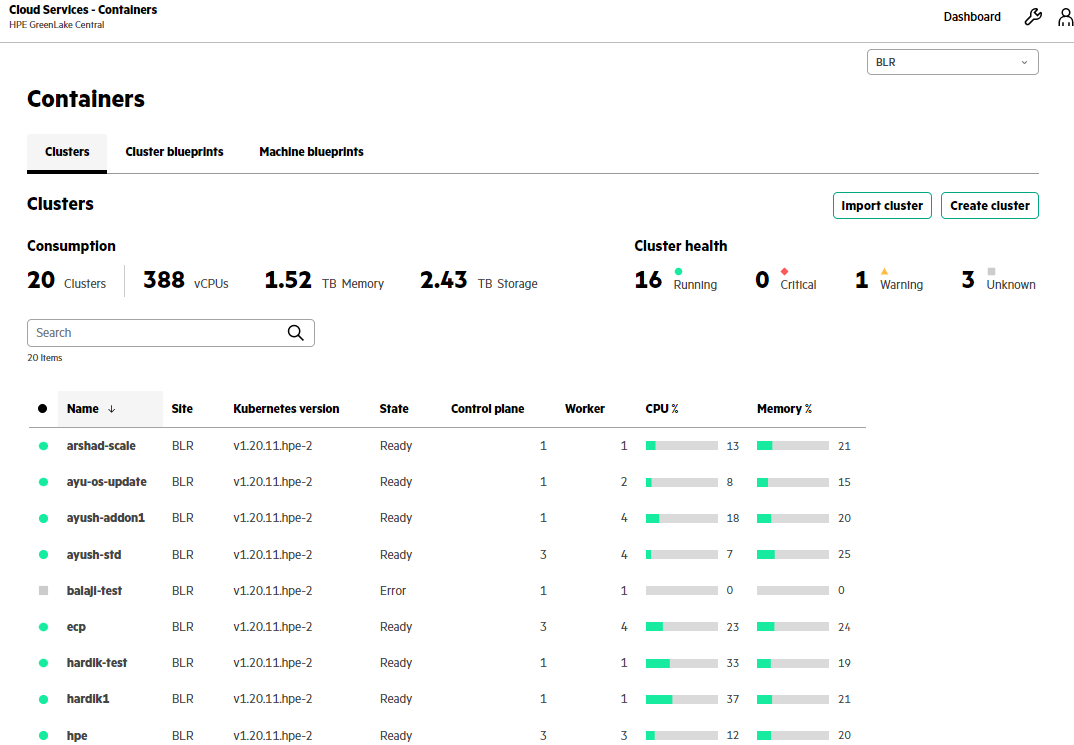 Cloud Services - Containers
HPE GreenLake Central
Dashboard
BLR
Containers
Clusters Cluster blueprints Machine blueprints
Clusters
Import cluster Create cluster
Consumption
Cluster health
20 Clusters 388 vCPUs 1.52 TB Memory 2.43 TB Storage
16 Running 0 Critical 1 Warning 3 Unknown
Search
20 Items
Name Site Kubernetes version State Control plane Worker CPU % Memory %
arshad-scale BLR v1.20.11.hpe-2 Ready 1 1 13 21
ayu-os-update BLR v1.20.11.hpe-2 Ready 1 2 8 15
ayush-addon1 BLR v1.20.11.hpe-2 Ready 1 4 18 20
ayush-std BLR v1.20.11.hpe-2 Ready 3 4 7 25
balaji-test BLR v1.20.11.hpe-2 Error 1 1 0 0
ecp BLR v1.20.11.hpe-2 Ready 3 4 23 24
hardik-test BLR v1.20.11.hpe-2 Ready 1 1 33 19
hardik1 BLR v1.20.11.hpe-2 Ready 1 1 37 21
hpe BLR v1.20.11.hpe-2 Ready 3 3 12 20